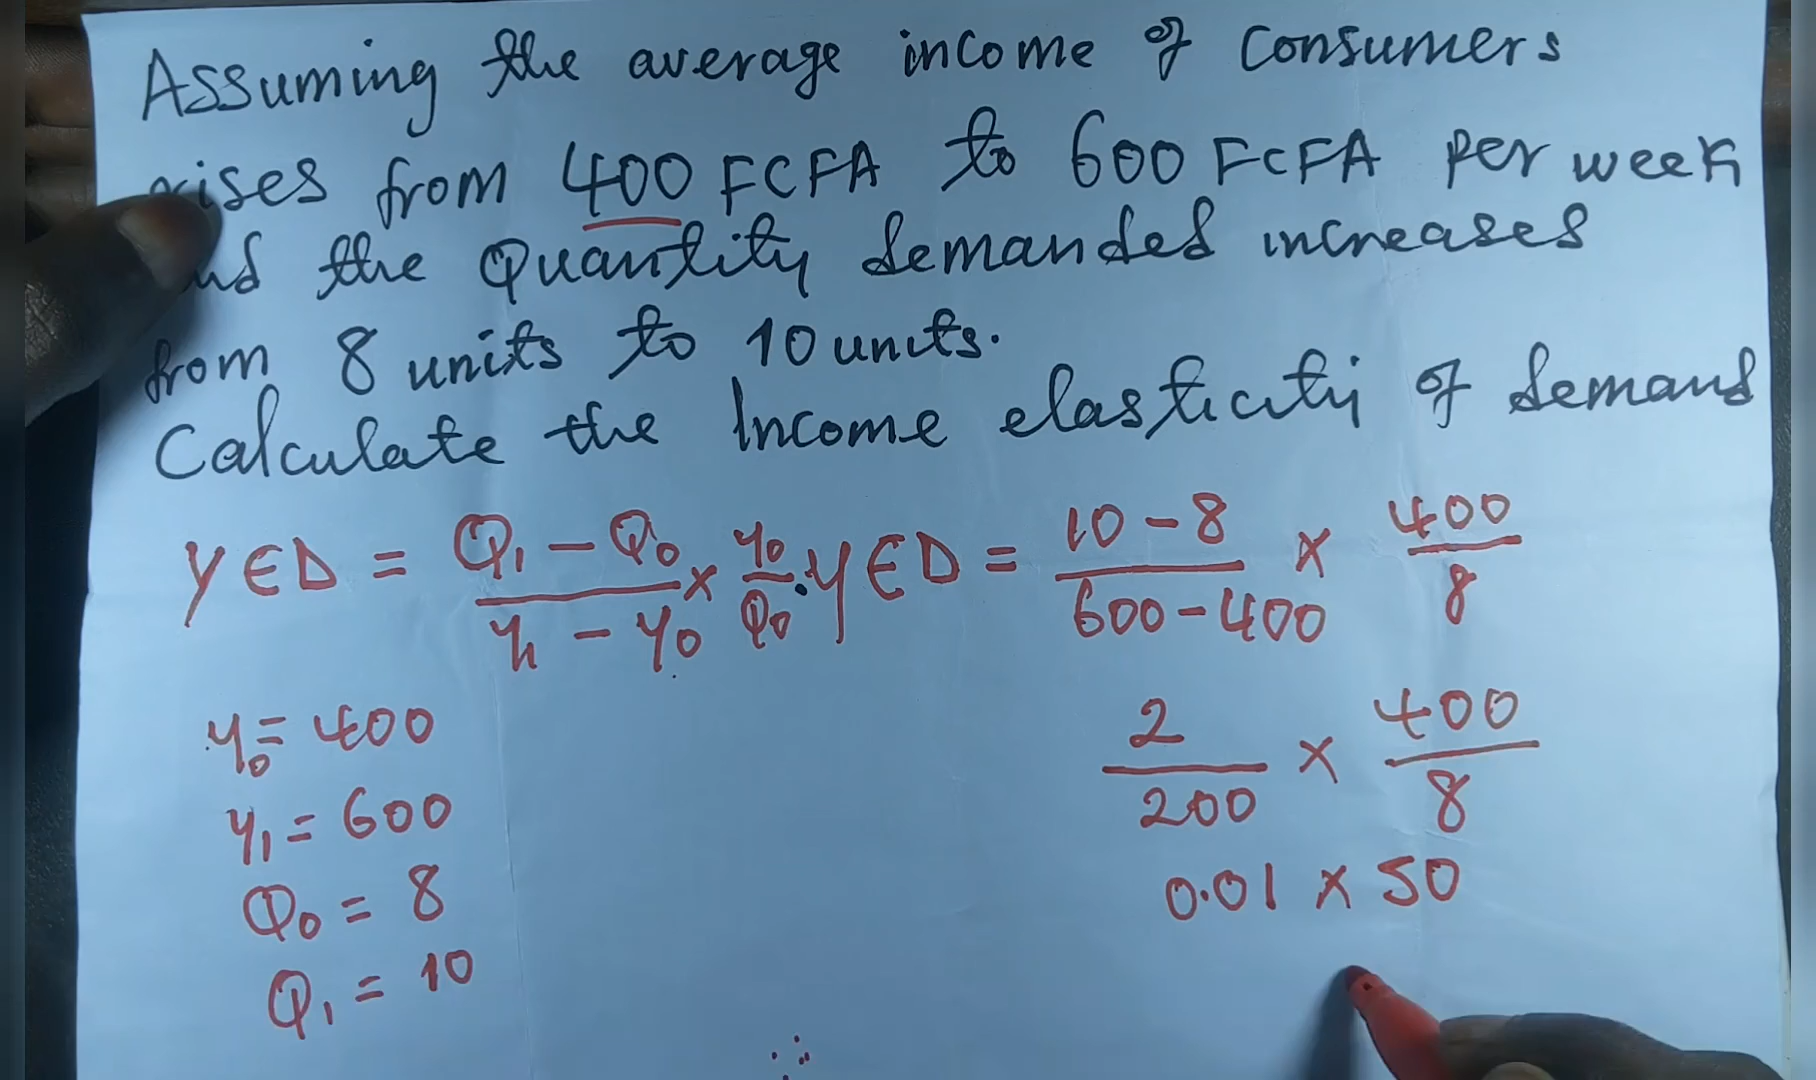 Assuming the average income of consumers
rises from 400 FCFA to 600 FCFA per week
the Quantity demanded increases
from 8 units to 10 units.
Calculate the Income elasticity of demand
YED = Q₁ - Q₀ / Y₁ - Y₀ × Y₀ / Q₀ . YED = 10 - 8 / 600 - 400 × 400 / 8
Y₀ = 400
Y₁ = 600
Q₀ = 8
Q₁ = 10
2 / 200 × 400 / 8
0.01 × 50